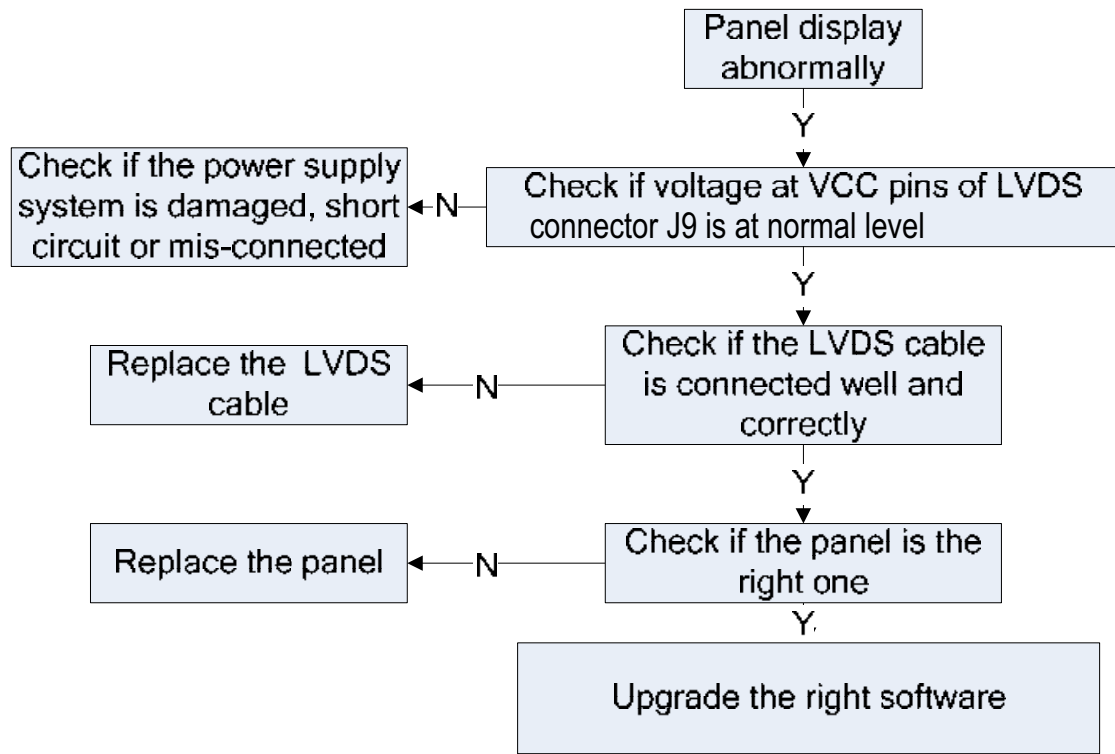 Panel display
abnormally
Y
Check if the power supply
system is damaged, short
circuit or mis-connected
N
Check if voltage at VCC pins of LVDS
connector J9 is at normal level
Y
Replace the LVDS
cable
N
Check if the LVDS cable
is connected well and
correctly
Y
Replace the panel
N
Check if the panel is the
right one
Y
Upgrade the right software